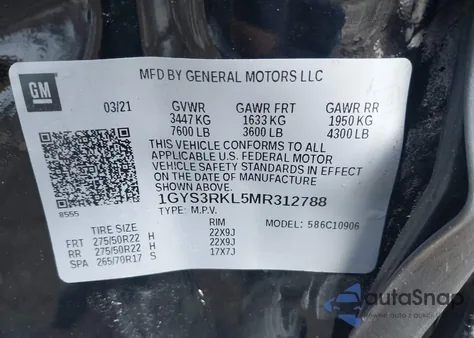 GM
MFD BY GENERAL MOTORS LLC
03/21 GVWR GAWR FRT GAWR RR
3447 KG 1633 KG 1950 KG
7600 LB 3600 LB 4300 LB
THIS VEHICLE CONFORMS TO ALL
APPLICABLE U.S. FEDERAL MOTOR
VEHICLE SAFETY STANDARDS IN EFFECT
ON THE DATE OF MANUFACTURE SHOWN ABOVE.
1GYS3RKL5MR312788
8555 TYPE: M.P.V.
MODEL: 586C10906
TIRE SIZE RIM
FRT 275/50R22 H 22X9J
RR 275/50R22 H 22X9J
SPA 265/70R17 S 17X7J
autaSnap